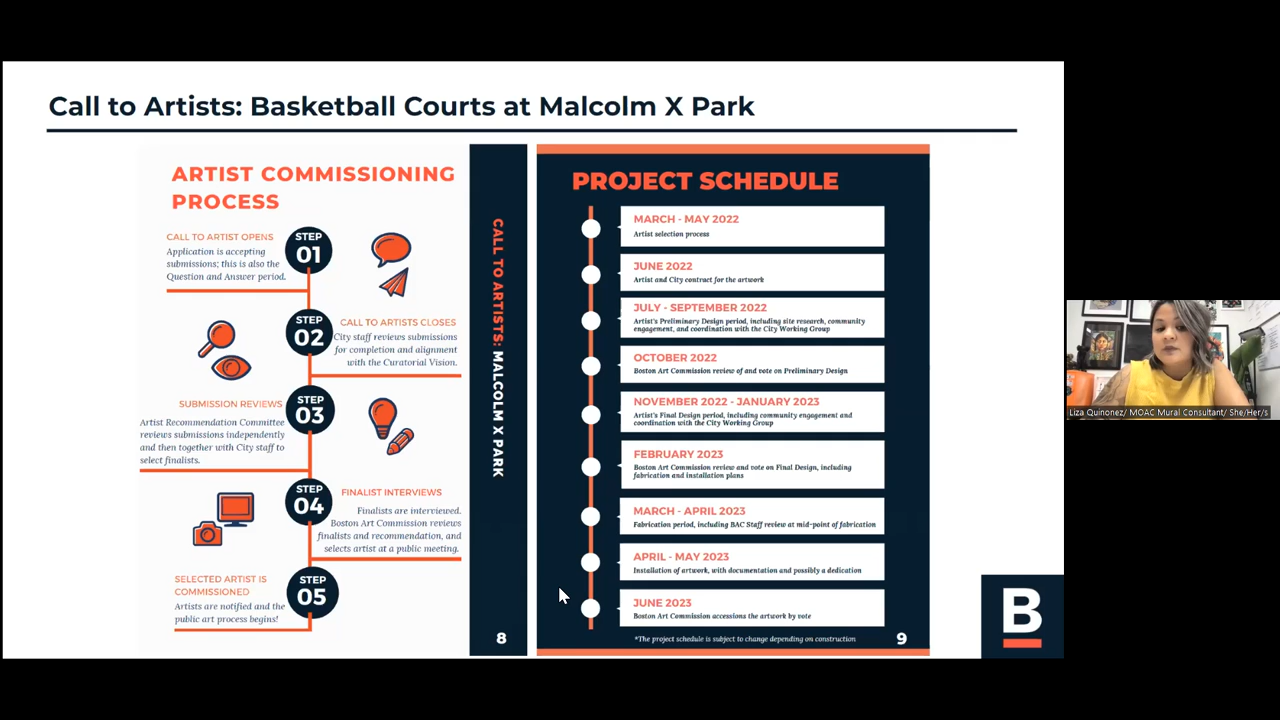 Call to Artists: Basketball Courts at Malcolm X Park
ARTIST COMMISSIONING
PROCESS
CALL TO ARTIST OPENS
Application is accepting
submissions; this is also the
Question and Answer period.
STEP
01
STEP
02
CALL TO ARTISTS CLOSES
City staff reviews submissions
for completion and alignment
with the Curatorial Vision.
SUBMISSION REVIEWS
Artist Recommendation Committee
reviews submissions independently
and then together with City staff to
select finalists.
STEP
03
STEP
04
FINALIST INTERVIEWS
Finalists are interviewed.
Boston Art Commission reviews
finalists and recommendation, and
selects artist at a public meeting.
SELECTED ARTIST IS
COMMISSIONED
Artists are notified and the
public art process begins!
STEP
05
CALL TO ARTISTS: MALCOLM X PARK
8
PROJECT SCHEDULE
MARCH - MAY 2022
Artist selection process
JUNE 2022
Artist and City contract for the artwork
JULY - SEPTEMBER 2022
Artist's Preliminary Design period, including site research, community
engagement, and coordination with the City Working Group
OCTOBER 2022
Boston Art Commission review of and vote on Preliminary Design
NOVEMBER 2022 - JANUARY 2023
Artist's Final Design period, including community engagement and
coordination with the City Working Group
FEBRUARY 2023
Boston Art Commission review and vote on Final Design, including
fabrication and installation plans
MARCH - APRIL 2023
Fabrication period, including BAC Staff review at mid-point of fabrication
APRIL - MAY 2023
Installation of artwork, with documentation and possibly a dedication
JUNE 2023
Boston Art Commission accessions the artwork by vote
*The project schedule is subject to change depending on construction
9
B
Liza Quinonez/ MOAC Mural Consultant/ She/Her/s